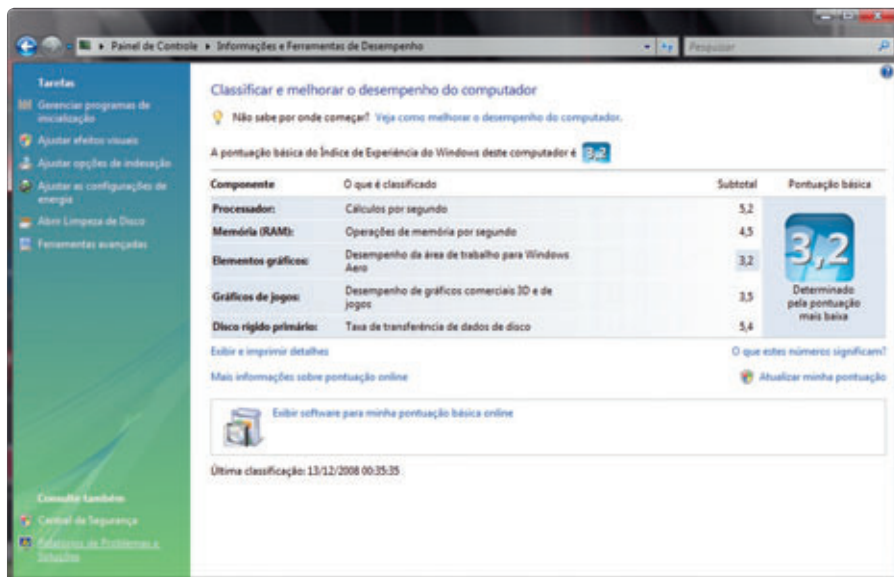 Painel de Controle ▸ Informações e Ferramentas de Desempenho
Pesquisar
Tarefas
Gerenciar programas de
inicialização
Ajustar efeitos visuais
Ajustar opções de indexação
Ajustar as configurações de
energia
Abrir Limpeza de Disco
Ferramentas avançadas
Classificar e melhorar o desempenho do computador
Não sabe por onde começar? Veja como melhorar o desempenho do computador.
A pontuação básica do Índice de Experiência do Windows deste computador é 3,2
Componente O que é classificado Subtotal Pontuação básica
Processador: Cálculos por segundo 5,2
Memória (RAM): Operações de memória por segundo 4,5
Elementos gráficos: Desempenho da área de trabalho para Windows
Aero 3,2
Gráficos de jogos: Desempenho de gráficos comerciais 3D e de
jogos 3,5
Disco rígido primário: Taxa de transferência de dados de disco 5,4
3,2
Determinado
pela pontuação
mais baixa
Exibir e imprimir detalhes O que estes números significam?
Mais informações sobre pontuação online Atualizar minha pontuação
Exibir software para minha pontuação básica online
Última classificação: 13/12/2008 00:35:35
Consulte também
Central de Segurança
Relatórios de Problemas e
Soluções